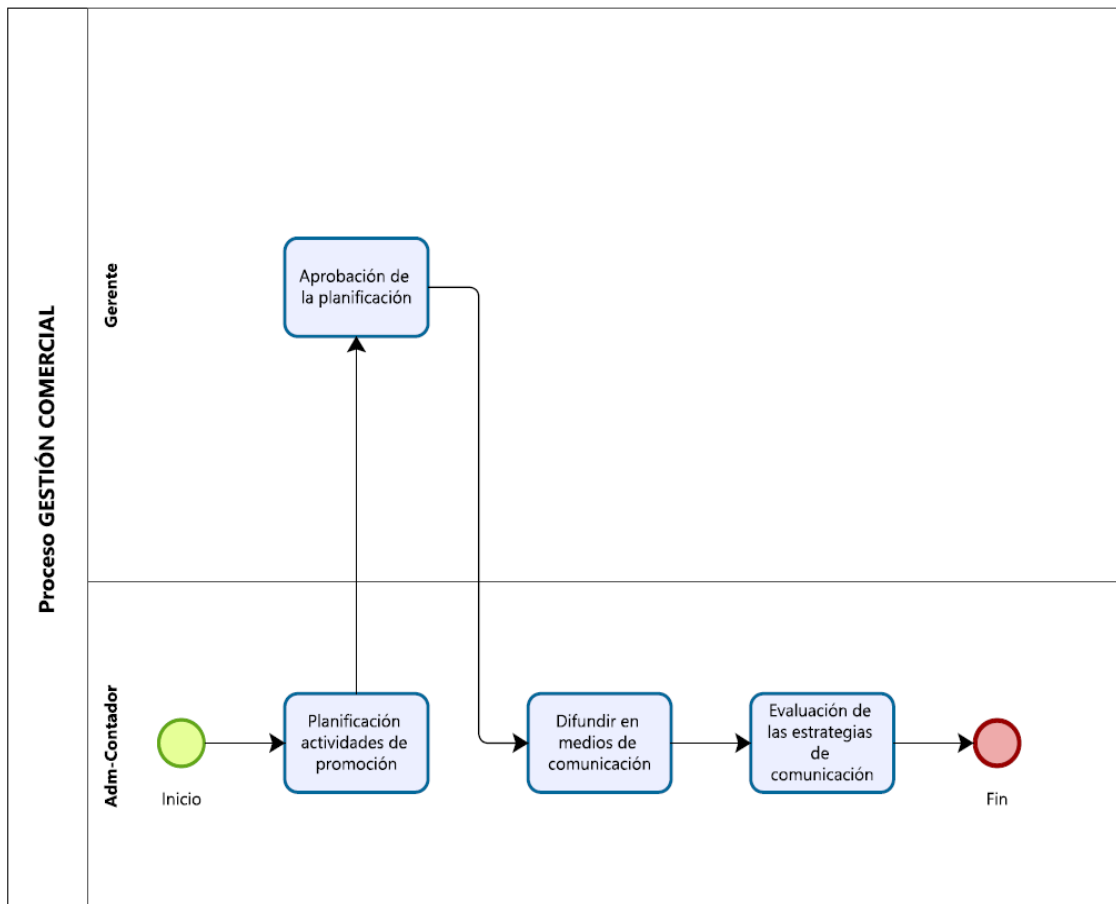 Proceso GESTIÓN COMERCIAL
Gerente
Aprobación de
la planificación
Adm-Contador
Inicio
Planificación
actividades de
promoción
Difundir en
medios de
comunicación
Evaluación de
las estrategias
de
comunicación
Fin